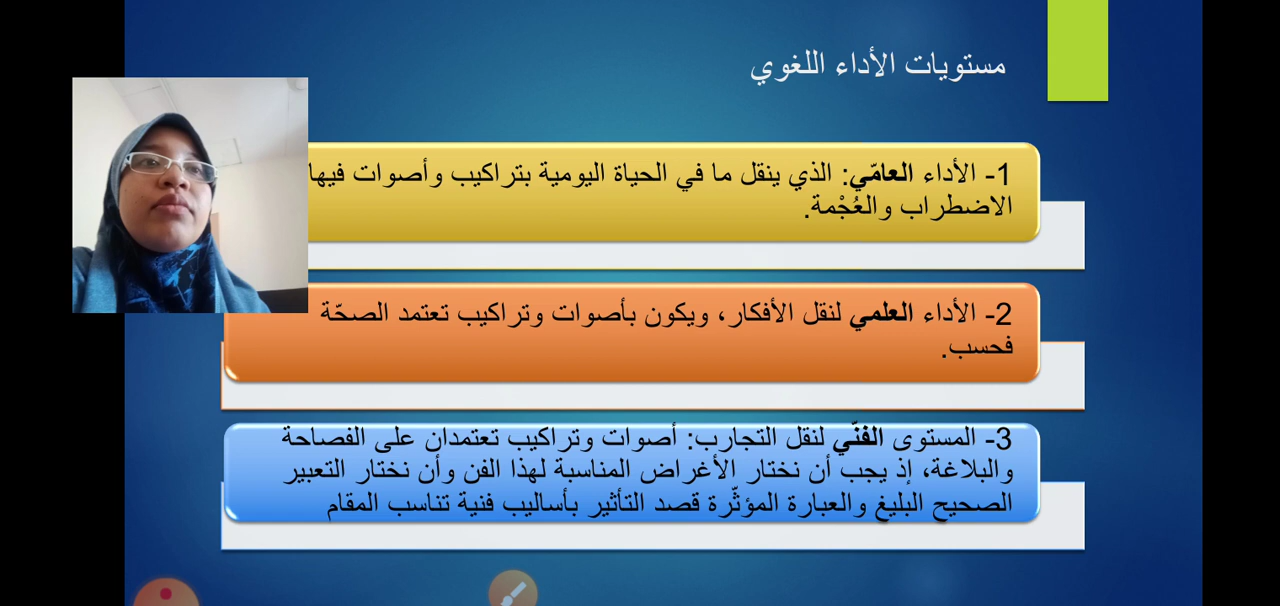 مستويات الأداء اللغوي
1- الأداء العامّي: الذي ينقل ما في الحياة اليومية بتراكيب وأصوات فيها
الاضطراب والعُجْمة.
2- الأداء العلمي لنقل الأفكار، ويكون بأصوات وتراكيب تعتمد الصحّة
فحسب.
3- المستوى الفنّي لنقل التجارب: أصوات وتراكيب تعتمدان على الفصاحة
والبلاغة، إذ يجب أن نختار الأغراض المناسبة لهذا الفن وأن نختار التعبير
الصحيح البليغ والعبارة المؤثّرة قصد التأثير بأساليب فنية تناسب المقام